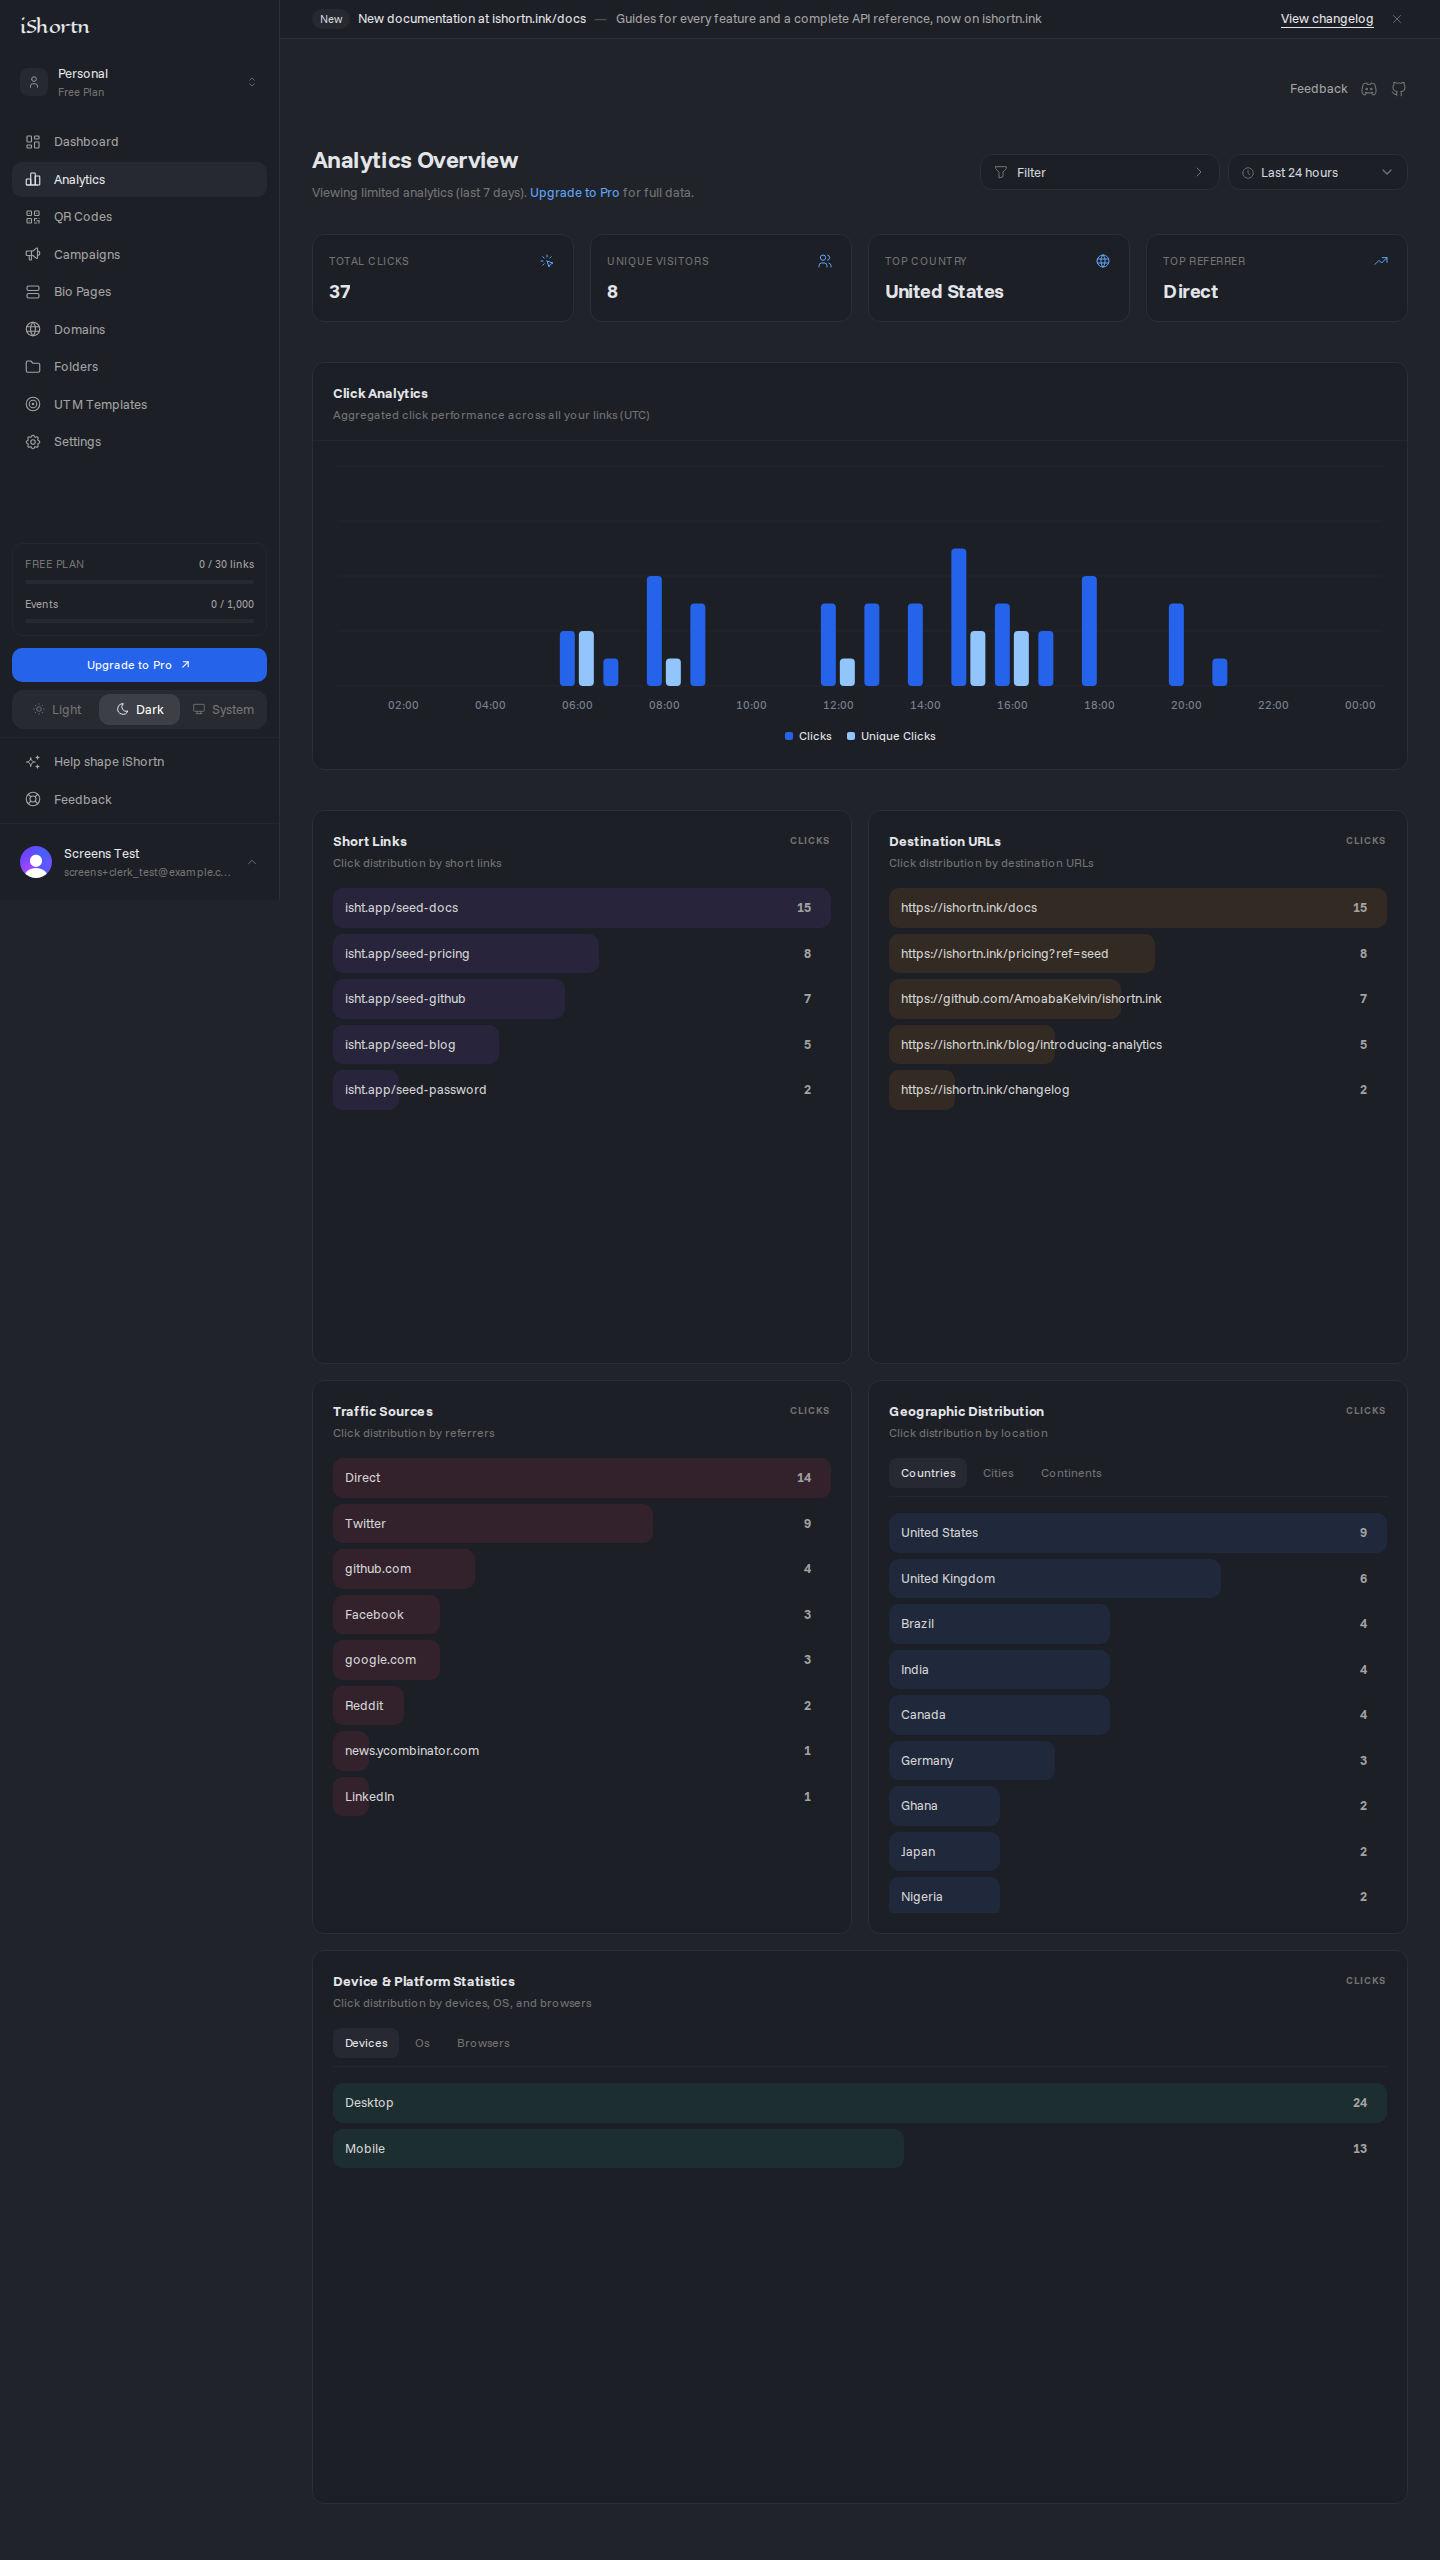 iShortn
Personal
Free Plan
Dashboard
Analytics
QR Codes
Campaigns
Bio Pages
Domains
Folders
UTM Templates
Settings
FREE PLAN 0 / 30 links
Events 0 / 1,000
Upgrade to Pro
Light Dark System
Help shape iShortn
Feedback
Screens Test
screens+clerk_test@example.c...
New New documentation at ishortn.ink/docs — Guides for every feature and a complete API reference, now on ishortn.ink View changelog
Feedback
Analytics Overview
Viewing limited analytics (last 7 days). Upgrade to Pro for full data.
Filter
Last 24 hours
TOTAL CLICKS
37
UNIQUE VISITORS
8
TOP COUNTRY
United States
TOP REFERRER
Direct
Click Analytics
Aggregated click performance across all your links (UTC)
02:00 04:00 06:00 08:00 10:00 12:00 14:00 16:00 18:00 20:00 22:00 00:00
Clicks Unique Clicks
Short Links CLICKS
Click distribution by short links
isht.app/seed-docs 15
isht.app/seed-pricing 8
isht.app/seed-github 7
isht.app/seed-blog 5
isht.app/seed-password 2
Destination URLs CLICKS
Click distribution by destination URLs
https://ishortn.ink/docs 15
https://ishortn.ink/pricing?ref=seed 8
https://github.com/AmoabaKelvin/ishortn.ink 7
https://ishortn.ink/blog/introducing-analytics 5
https://ishortn.ink/changelog 2
Traffic Sources CLICKS
Click distribution by referrers
Direct 14
Twitter 9
github.com 4
Facebook 3
google.com 3
Reddit 2
news.ycombinator.com 1
LinkedIn 1
Geographic Distribution CLICKS
Click distribution by location
Countries Cities Continents
United States 9
United Kingdom 6
Brazil 4
India 4
Canada 4
Germany 3
Ghana 2
Japan 2
Nigeria 2
Device & Platform Statistics CLICKS
Click distribution by devices, OS, and browsers
Devices Os Browsers
Desktop 24
Mobile 13